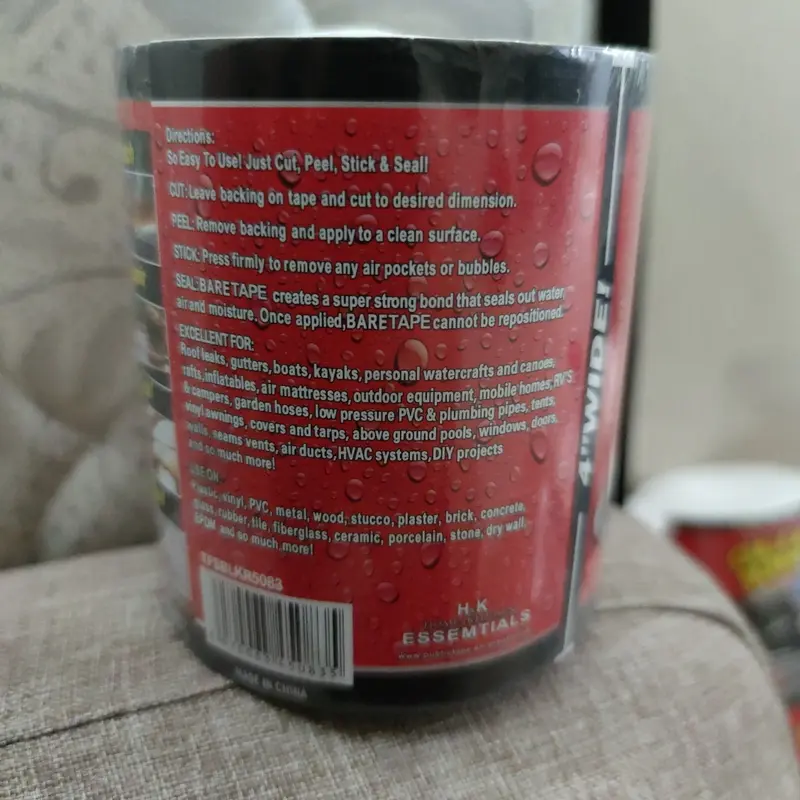 Directions:
So Easy To Use! Just Cut, Peel, Stick & Seal!
CUT: Leave backing on tape and cut to desired dimension.
PEEL: Remove backing and apply to a clean surface.
STICK: Press firmly to remove any air pockets or bubbles.
SEAL:BARETAPE creates a super strong bond that seals out water,
air and moisture. Once applied,BARETAPE cannot be repositioned.
EXCELLENT FOR:
Roof leaks, gutters, boats, kayaks, personal watercrafts and canoes,
rafts,inflatables, air mattresses, outdoor equipment, mobile homes, RV'S
& campers, garden hoses, low pressure PVC & plumbing pipes, tents,
vinyl awnings, covers and tarps, above ground pools, windows, doors,
walls, seams vents, air ducts, HVAC systems, DIY projects
and so much more!
USE ON
Plastic, vinyl, PVC, metal, wood, stucco, plaster, brick, concrete,
glass, rubber, tile, fiberglass, ceramic, porcelain, stone, dry wall,
EPDM and so much more!
TFSBLKR5083
H&K
ESSEMTIALS
MADE IN CHINA
4"WIDE!